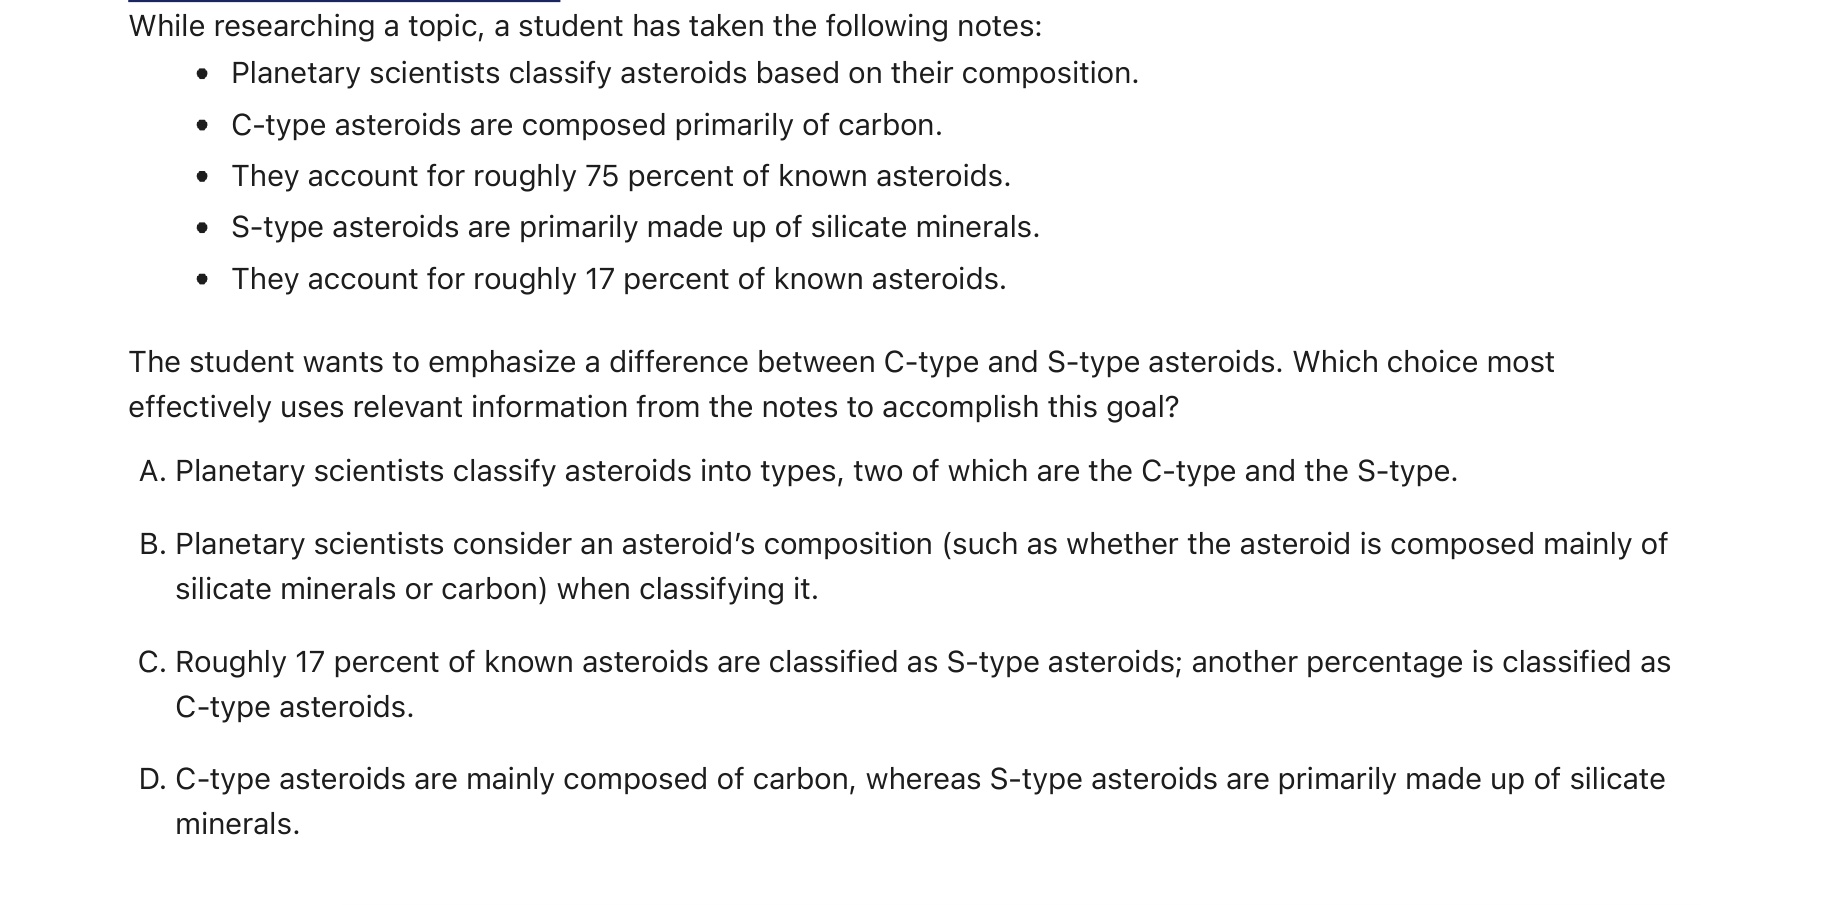 While researching a topic, a student has taken the following notes:
• Planetary scientists classify asteroids based on their composition.
• C-type asteroids are composed primarily of carbon.
• They account for roughly 75 percent of known asteroids.
• S-type asteroids are primarily made up of silicate minerals.
• They account for roughly 17 percent of known asteroids.
The student wants to emphasize a difference between C-type and S-type asteroids. Which choice most
effectively uses relevant information from the notes to accomplish this goal?
A. Planetary scientists classify asteroids into types, two of which are the C-type and the S-type.
B. Planetary scientists consider an asteroid’s composition (such as whether the asteroid is composed mainly of
silicate minerals or carbon) when classifying it.
C. Roughly 17 percent of known asteroids are classified as S-type asteroids; another percentage is classified as
C-type asteroids.
D. C-type asteroids are mainly composed of carbon, whereas S-type asteroids are primarily made up of silicate
minerals.